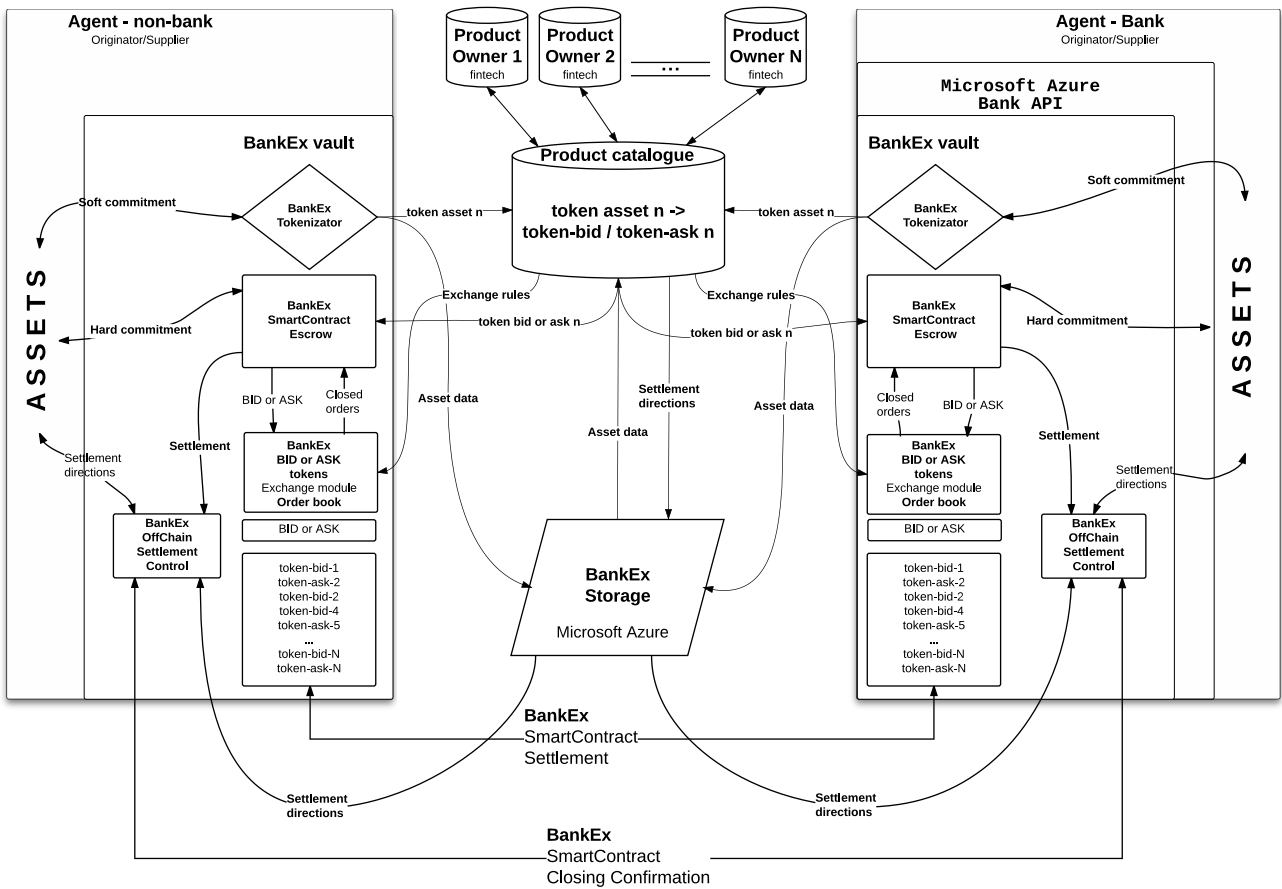 Agent - non-bank
Originator/Supplier
Product
Owner 1
fintech
Product
Owner 2
fintech
...
Product
Owner N
fintech
Agent - Bank
Originator/Supplier
Microsoft Azure
Bank API
BankEx vault
Product catalogue
BankEx vault
Soft commitment
BankEx
Tokenizator
token asset n
token asset n ->
token-bid / token-ask n
token asset n
BankEx
Tokenizator
Soft commitment
ASSETS
Hard commitment
BankEx
SmartContract
Escrow
Exchange rules
token bid or ask n
Exchange rules
token bid or ask n
BankEx
SmartContract
Escrow
Hard commitment
ASSETS
BID or ASK
Closed
orders
Asset data
Asset data
Settlement
directions
Asset data
Closed
orders
BID or ASK
Settlement
Settlement
directions
BankEx
BID or ASK
tokens
Exchange module
Order book
BankEx
BID or ASK
tokens
Exchange module
Order book
Settlement
Settlement
directions
BankEx
OffChain
Settlement
Control
BID or ASK
BID or ASK
BankEx
OffChain
Settlement
Control
token-bid-1
token-ask-2
token-bid-2
token-bid-4
token-ask-5
...
token-bid-N
token-ask-N
BankEx
Storage
Microsoft Azure
token-bid-1
token-ask-2
token-bid-2
token-bid-4
token-ask-5
...
token-bid-N
token-ask-N
BankEx
SmartContract
Settlement
Settlement
directions
Settlement
directions
BankEx
SmartContract
Closing Confirmation